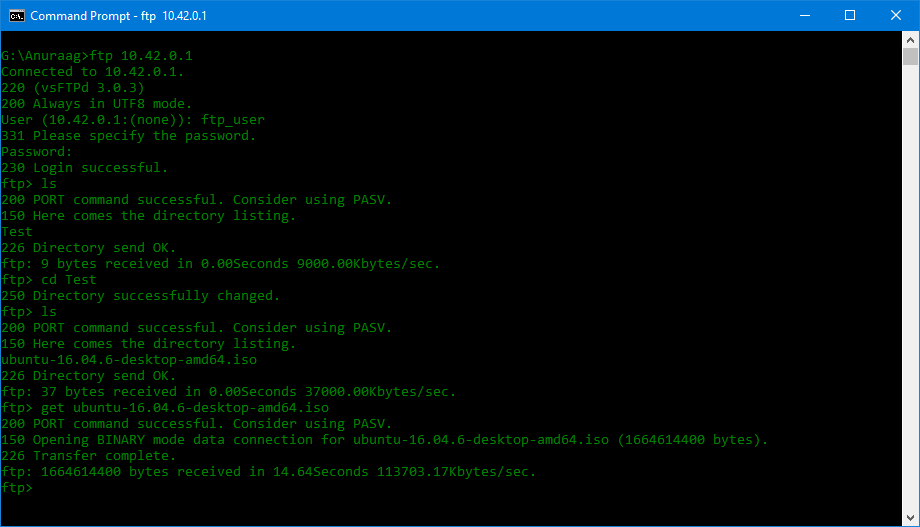 Command Prompt - ftp 10.42.0.1
G:\Anuraag>ftp 10.42.0.1
Connected to 10.42.0.1.
220 (vsFTPd 3.0.3)
200 Always in UTF8 mode.
User (10.42.0.1:(none)): ftp_user
331 Please specify the password.
Password:
230 Login successful.
ftp> ls
200 PORT command successful. Consider using PASV.
150 Here comes the directory listing.
Test
226 Directory send OK.
ftp: 9 bytes received in 0.00Seconds 9000.00Kbytes/sec.
ftp> cd Test
250 Directory successfully changed.
ftp> ls
200 PORT command successful. Consider using PASV.
150 Here comes the directory listing.
ubuntu-16.04.6-desktop-amd64.iso
226 Directory send OK.
ftp: 37 bytes received in 0.00Seconds 37000.00Kbytes/sec.
ftp> get ubuntu-16.04.6-desktop-amd64.iso
200 PORT command successful. Consider using PASV.
150 Opening BINARY mode data connection for ubuntu-16.04.6-desktop-amd64.iso (1664614400 bytes).
226 Transfer complete.
ftp: 1664614400 bytes received in 14.64Seconds 113703.17Kbytes/sec.
ftp>